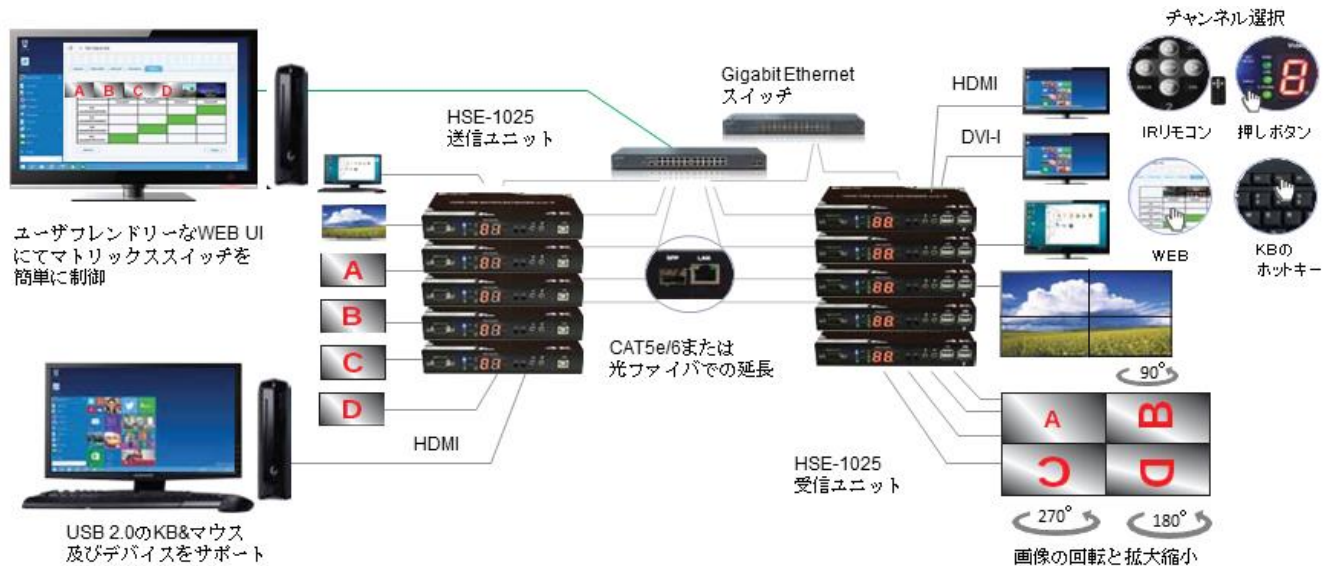 チャンネル選択
IRリモコン
押しボタン
WEB
KBの
ホットキー
A B C D
ユーザフレンドリーなWEB UI
にてマトリックススイッチを
簡単に制御
HSE-1025
送信ユニット
Gigabit Ethernet
スイッチ
HDMI
DVI-I
A
B
C
D
HDMI
SFP LAN
CAT5e/6または
光ファイバでの延長
90°
A
B
C
D
HSE-1025
受信ユニット
270°
180°
画像の回転と拡大縮小
USB 2.0のKB&マウス
及びデバイスをサポート